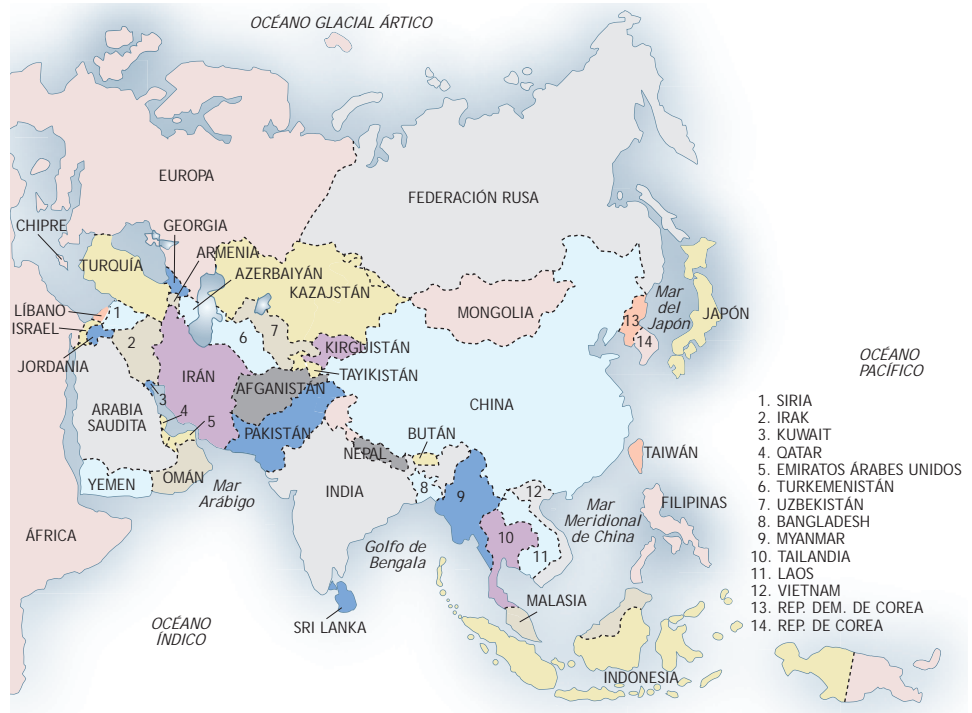 OCÉANO GLACIAL ÁRTICO
EUROPA
FEDERACIÓN RUSA
CHIPRE
GEORGIA
ARMENIA
TURQUÍA
AZERBAIYÁN
KAZAJSTÁN
LÍBANO
ISRAEL
JORDANIA
1
2
3
4
5
6
7
MONGOLIA
Mar
del
Japón
JAPÓN
13
14
KIRGUISTÁN
TAYIKISTÁN
IRÁN
AFGANISTÁN
ARABIA
SAUDITA
PAKISTÁN
CHINA
NEPAL
BUTÁN
TAIWÁN
YEMEN
OMÁN
Mar
Arábigo
INDIA
8
9
10
11
12
Mar
Meridional
de China
FILIPINAS
ÁFRICA
Golfo de
Bengala
OCÉANO
ÍNDICO
SRI LANKA
MALASIA
INDONESIA
OCÉANO
PACÍFICO
1. SIRIA
2. IRAK
3. KUWAIT
4. QATAR
5. EMIRATOS ÁRABES UNIDOS
6. TURKEMENISTÁN
7. UZBEKISTÁN
8. BANGLADESH
9. MYANMAR
10. TAILANDIA
11. LAOS
12. VIETNAM
13. REP. DEM. DE COREA
14. REP. DE COREA